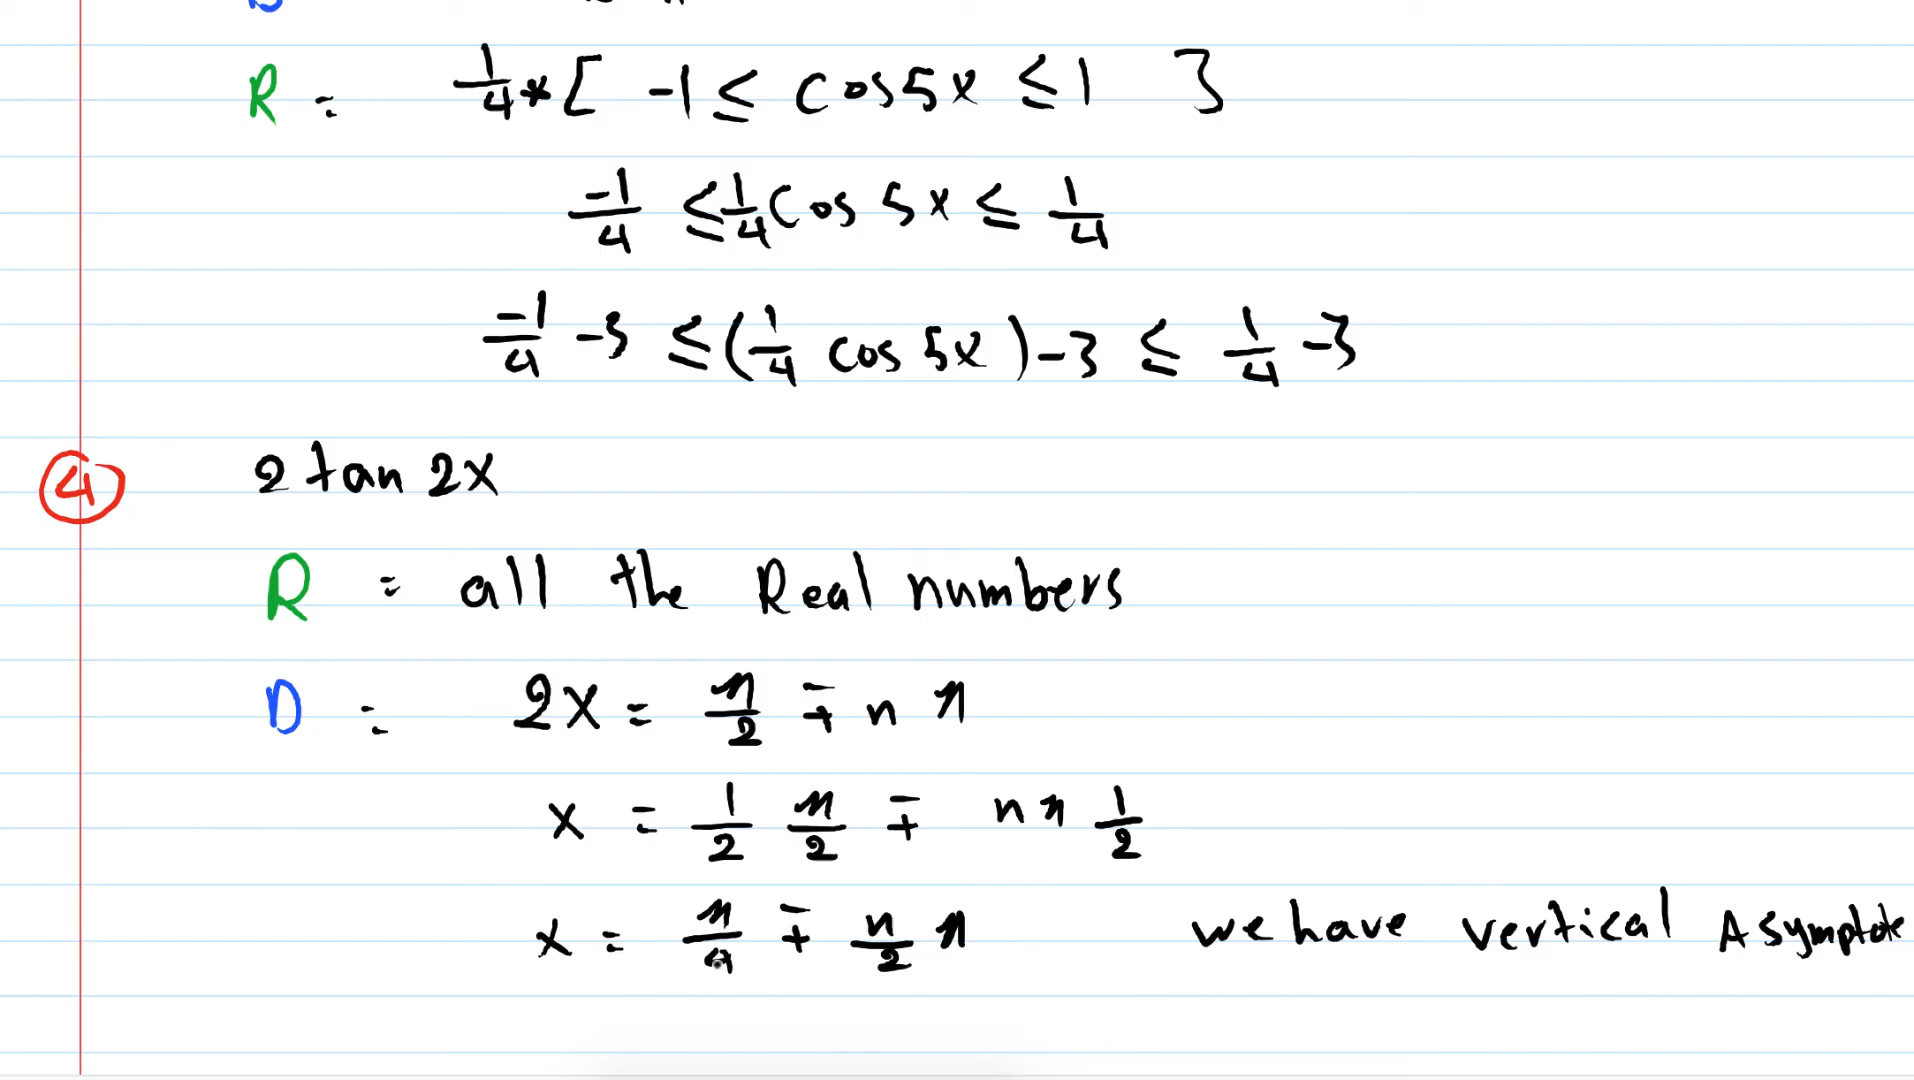 R = 1/4 * [ -1 ≤ cos5x ≤ 1 ]
-1/4 ≤ 1/4 cos 5x ≤ 1/4
-1/4 -3 ≤ (1/4 cos 5x) -3 ≤ 1/4 -3
4 2 tan 2x
R = all the Real numbers
D = 2x = π/2 ∓ n π
x = 1/2 π/2 ∓ n π 1/2
x = π/4 ∓ n/2 π we have vertical Asymptote